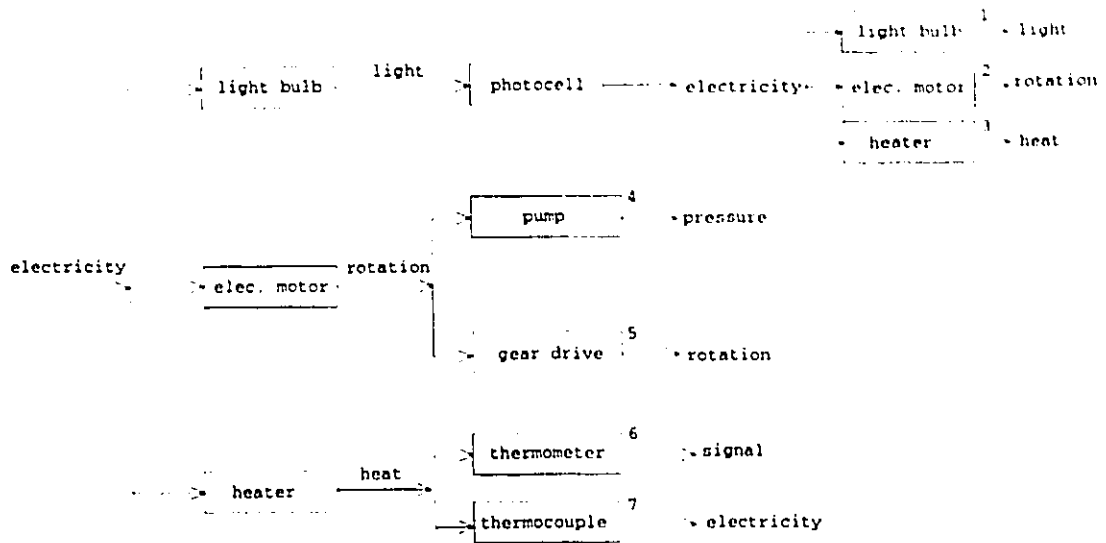 1
light bulb light
light
light bulb photocell electricity elec. motor 2 rotation
3
heater heat
4
pump pressure
electricity rotation
elec. motor
5
gear drive rotation
6
thermometer signal
heat
heater
7
thermocouple electricity